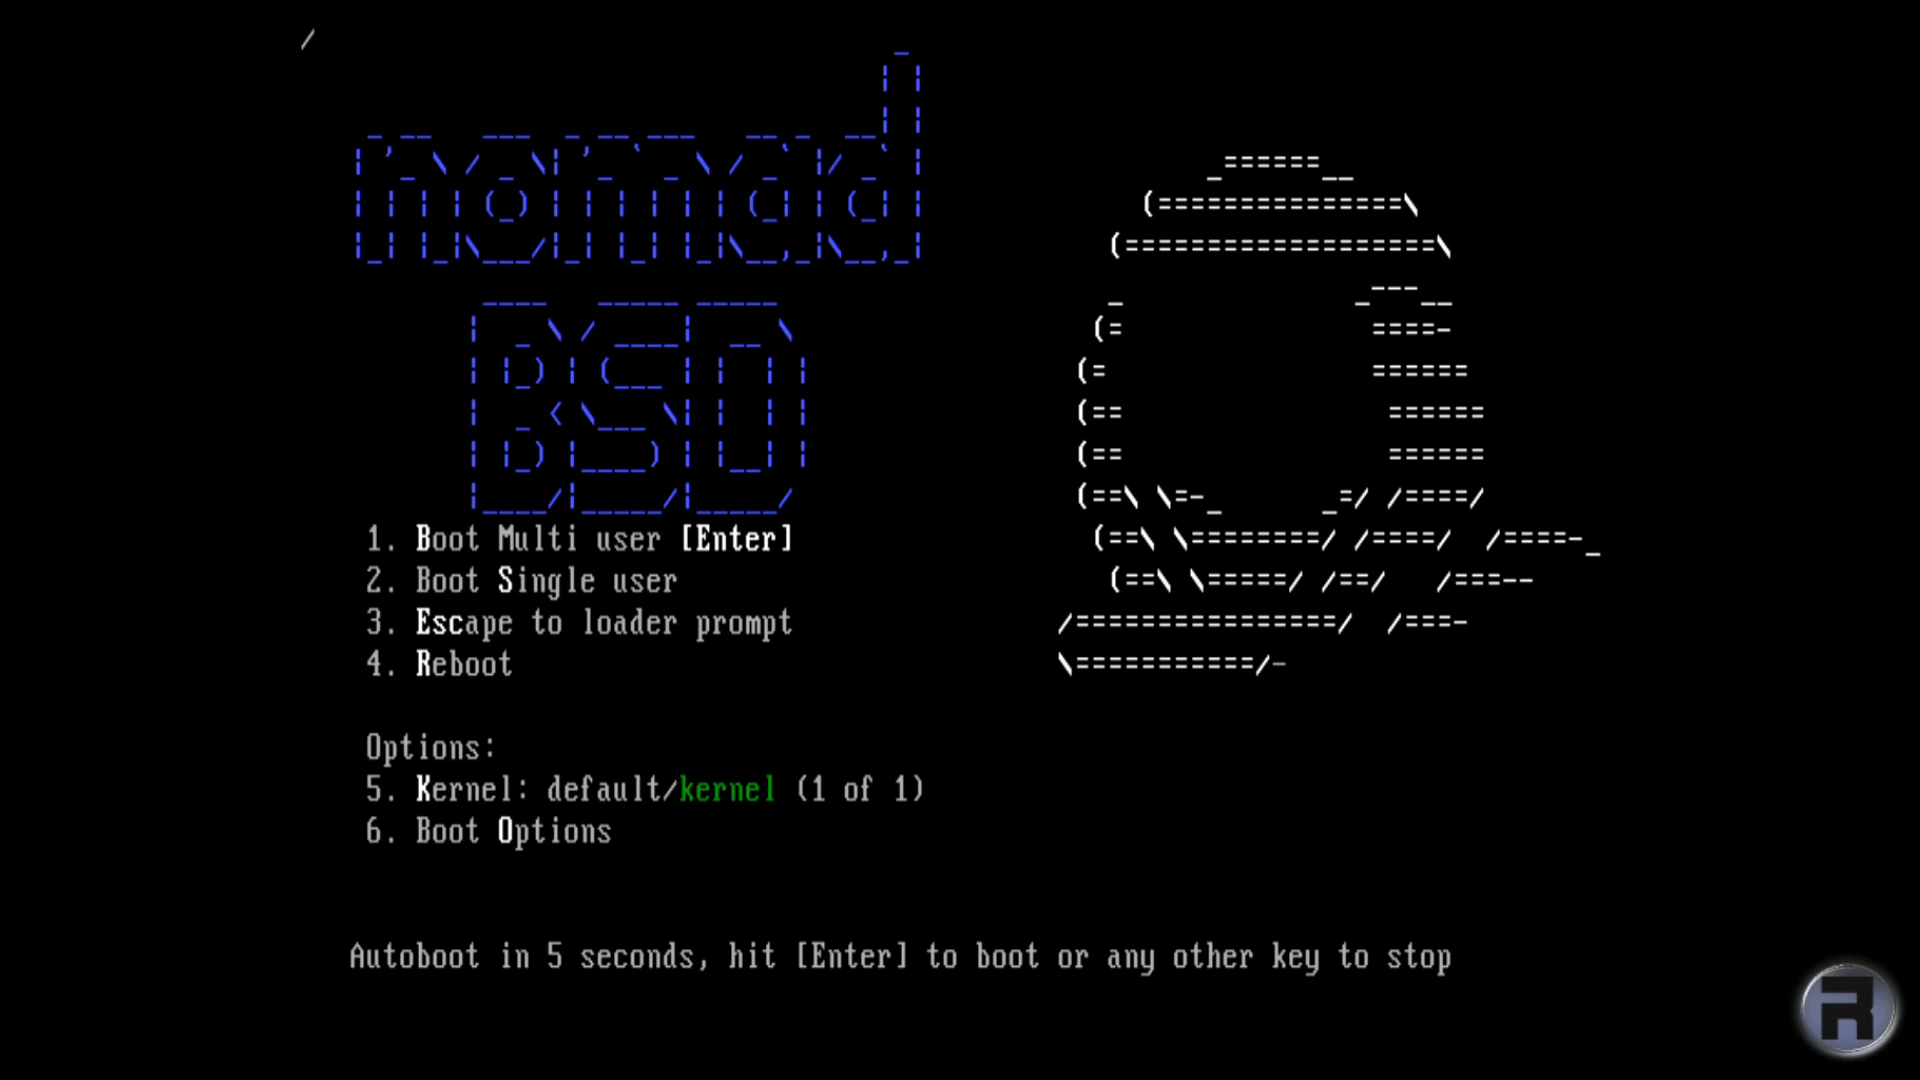 nomad
BSD
1. Boot Multi user [Enter]
2. Boot Single user
3. Escape to loader prompt
4. Reboot
Options:
5. Kernel: default/kernel (1 of 1)
6. Boot Options
Autoboot in 5 seconds, hit [Enter] to boot or any other key to stop
R